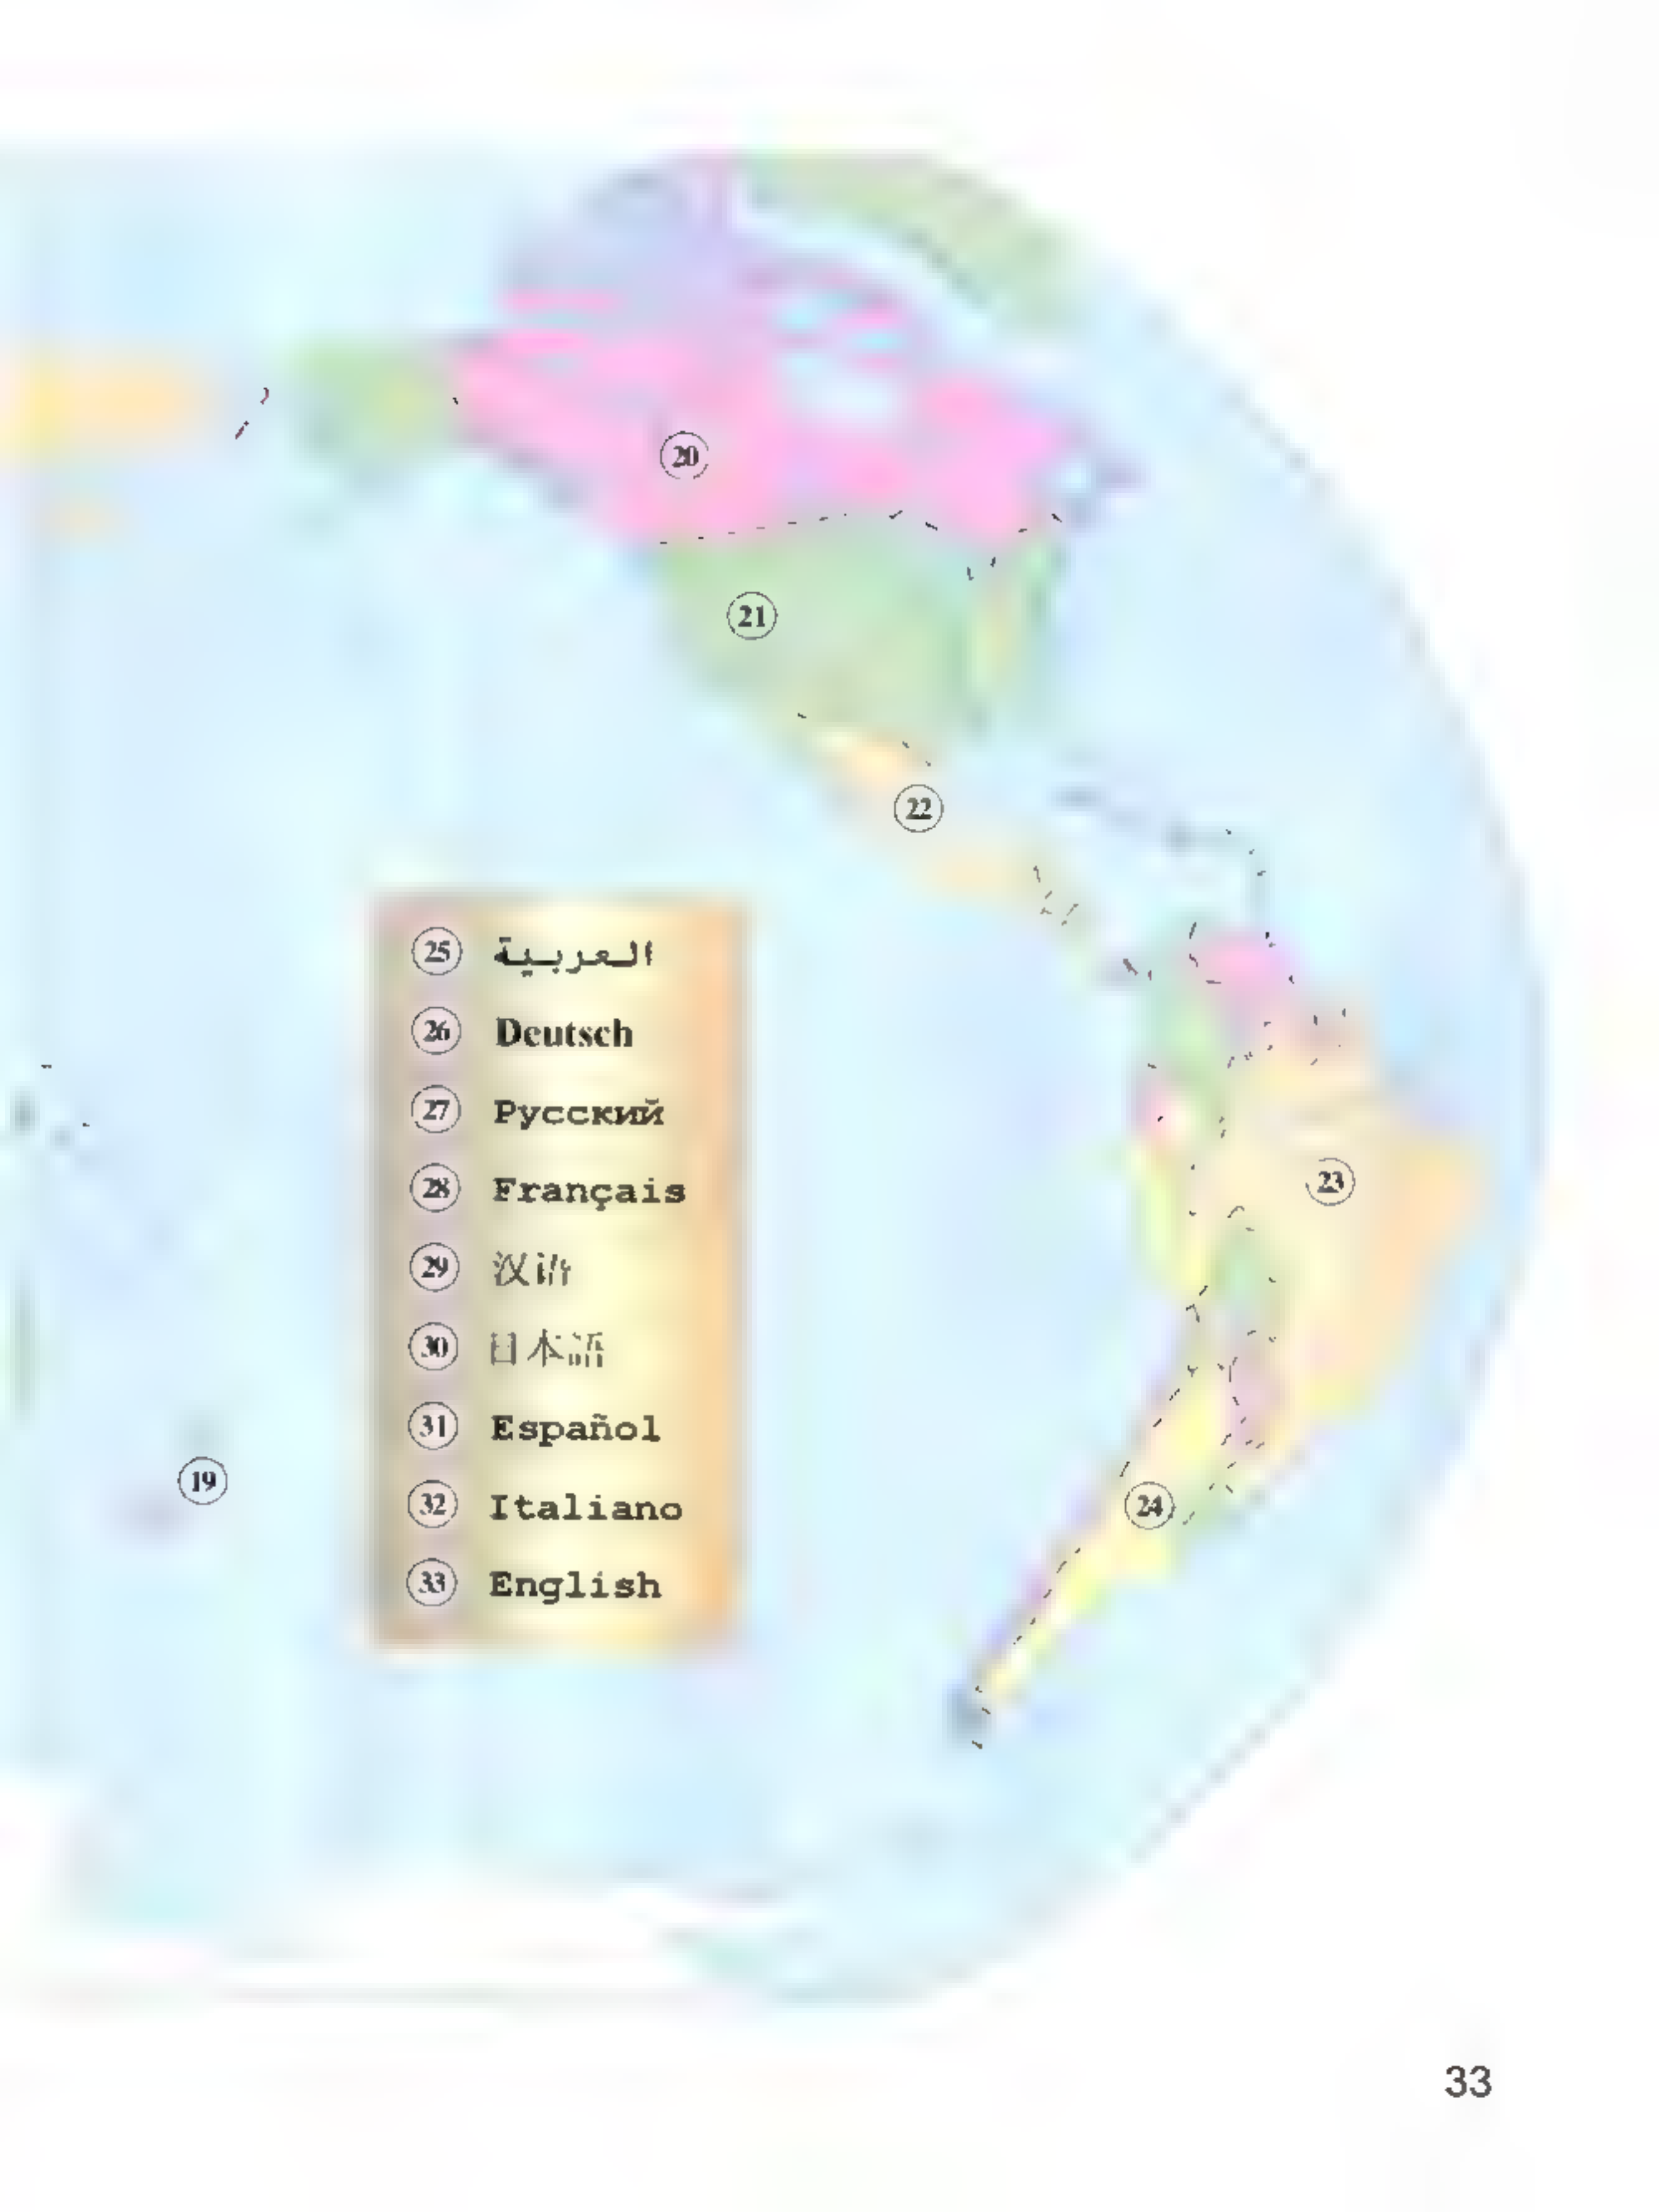 20
21
22
25 العربية
26 Deutsch
27 Русский
28 Français
23
29 汉语
30 日本語
31 Español
19
32 Italiano
24
33 English
33